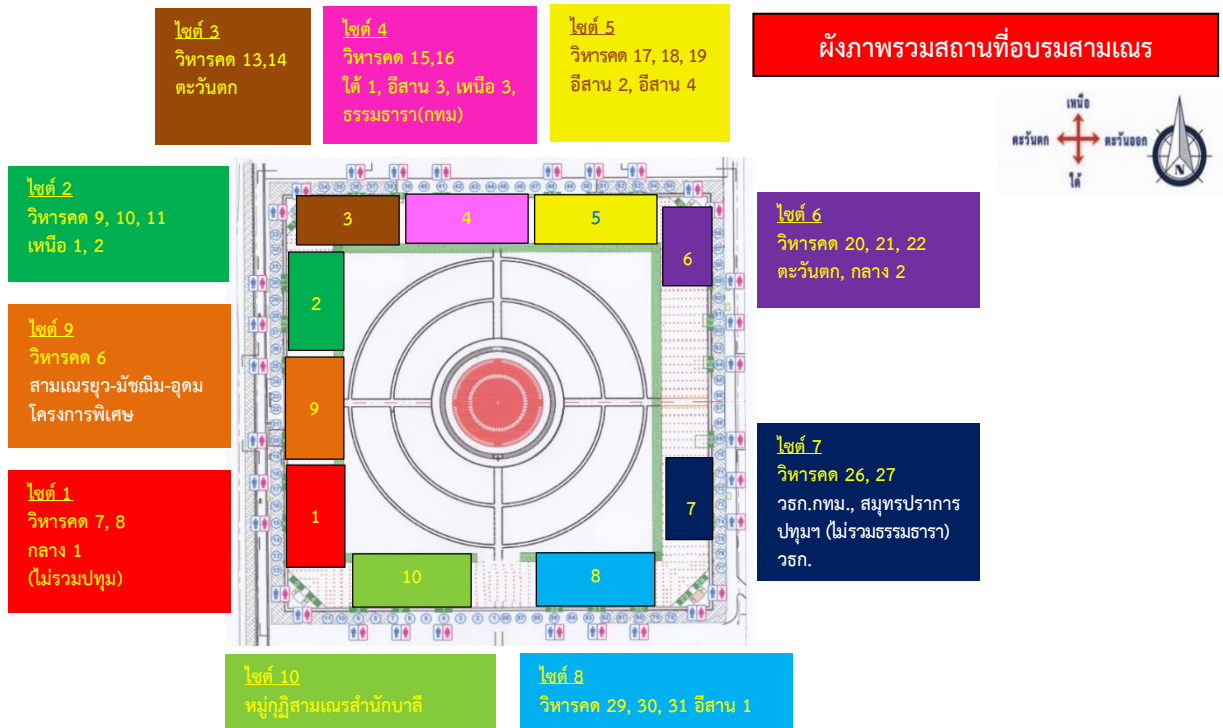 ไซต์ 3
วิหารคด 13,14
ตะวันตก
ไซต์ 4
วิหารคด 15,16
ใต้ 1, อีสาน 3, เหนือ 3,
ธรรมธารา(กทม)
ไซต์ 5
วิหารคด 17, 18, 19
อีสาน 2, อีสาน 4
ผังภาพรวมสถานที่อบรมสามเณร
เหนือ
ตะวันตก
ตะวันออก
ใต้
N
ไซต์ 2
วิหารคด 9, 10, 11
เหนือ 1, 2
ไซต์ 9
วิหารคด 6
สามเณรยุว-มัชฌิม-อุดม
โครงการพิเศษ
ไซต์ 1
วิหารคด 7, 8
กลาง 1
(ไม่รวมปทุม)
3
4
5
6
2
9
1
7
10
8
ไซต์ 6
วิหารคด 20, 21, 22
ตะวันตก, กลาง 2
ไซต์ 7
วิหารคด 26, 27
วธก.กทม., สมุทรปราการ
ปทุมฯ (ไม่รวมธรรมธารา)
วธก.
ไซต์ 10
หมู่กุฏิสามเณรสำนักบาลี
ไซต์ 8
วิหารคด 29, 30, 31 อีสาน 1